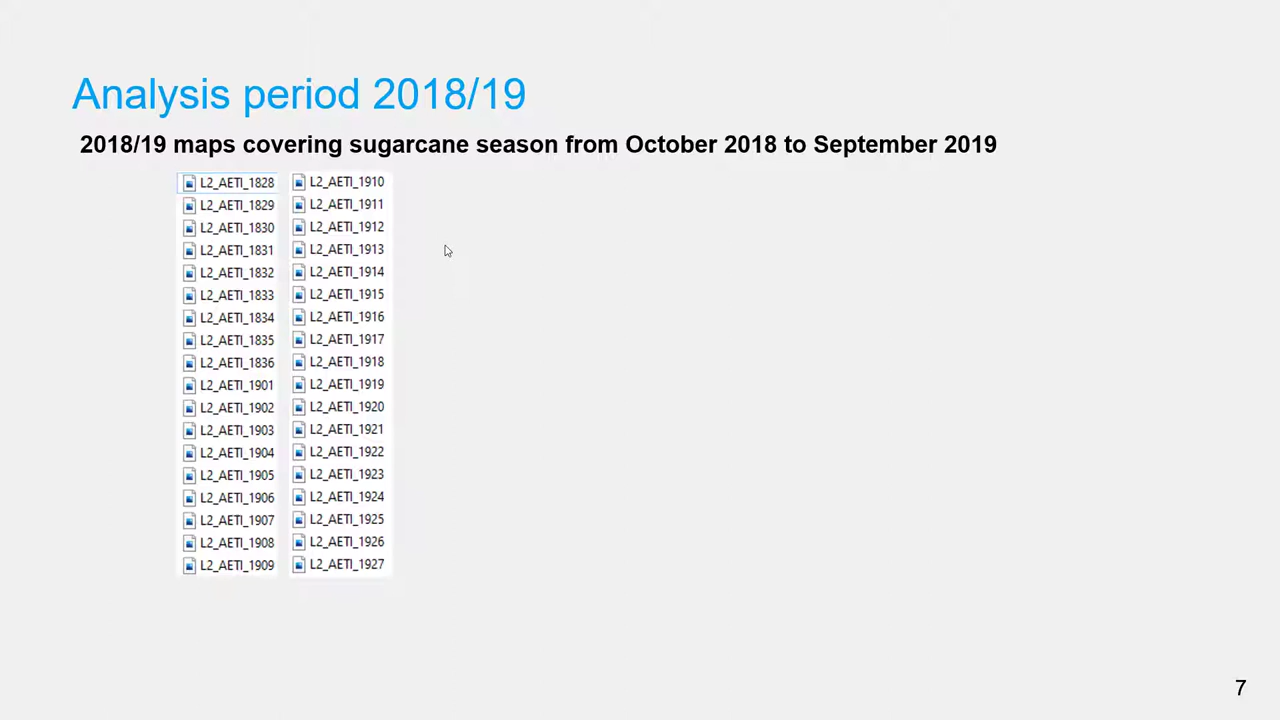 Analysis period 2018/19
2018/19 maps covering sugarcane season from October 2018 to September 2019
L2_AETI_1828
L2_AETI_1829
L2_AETI_1830
L2_AETI_1831
L2_AETI_1832
L2_AETI_1833
L2_AETI_1834
L2_AETI_1835
L2_AETI_1836
L2_AETI_1901
L2_AETI_1902
L2_AETI_1903
L2_AETI_1904
L2_AETI_1905
L2_AETI_1906
L2_AETI_1907
L2_AETI_1908
L2_AETI_1909
L2_AETI_1910
L2_AETI_1911
L2_AETI_1912
L2_AETI_1913
L2_AETI_1914
L2_AETI_1915
L2_AETI_1916
L2_AETI_1917
L2_AETI_1918
L2_AETI_1919
L2_AETI_1920
L2_AETI_1921
L2_AETI_1922
L2_AETI_1923
L2_AETI_1924
L2_AETI_1925
L2_AETI_1926
L2_AETI_1927
7